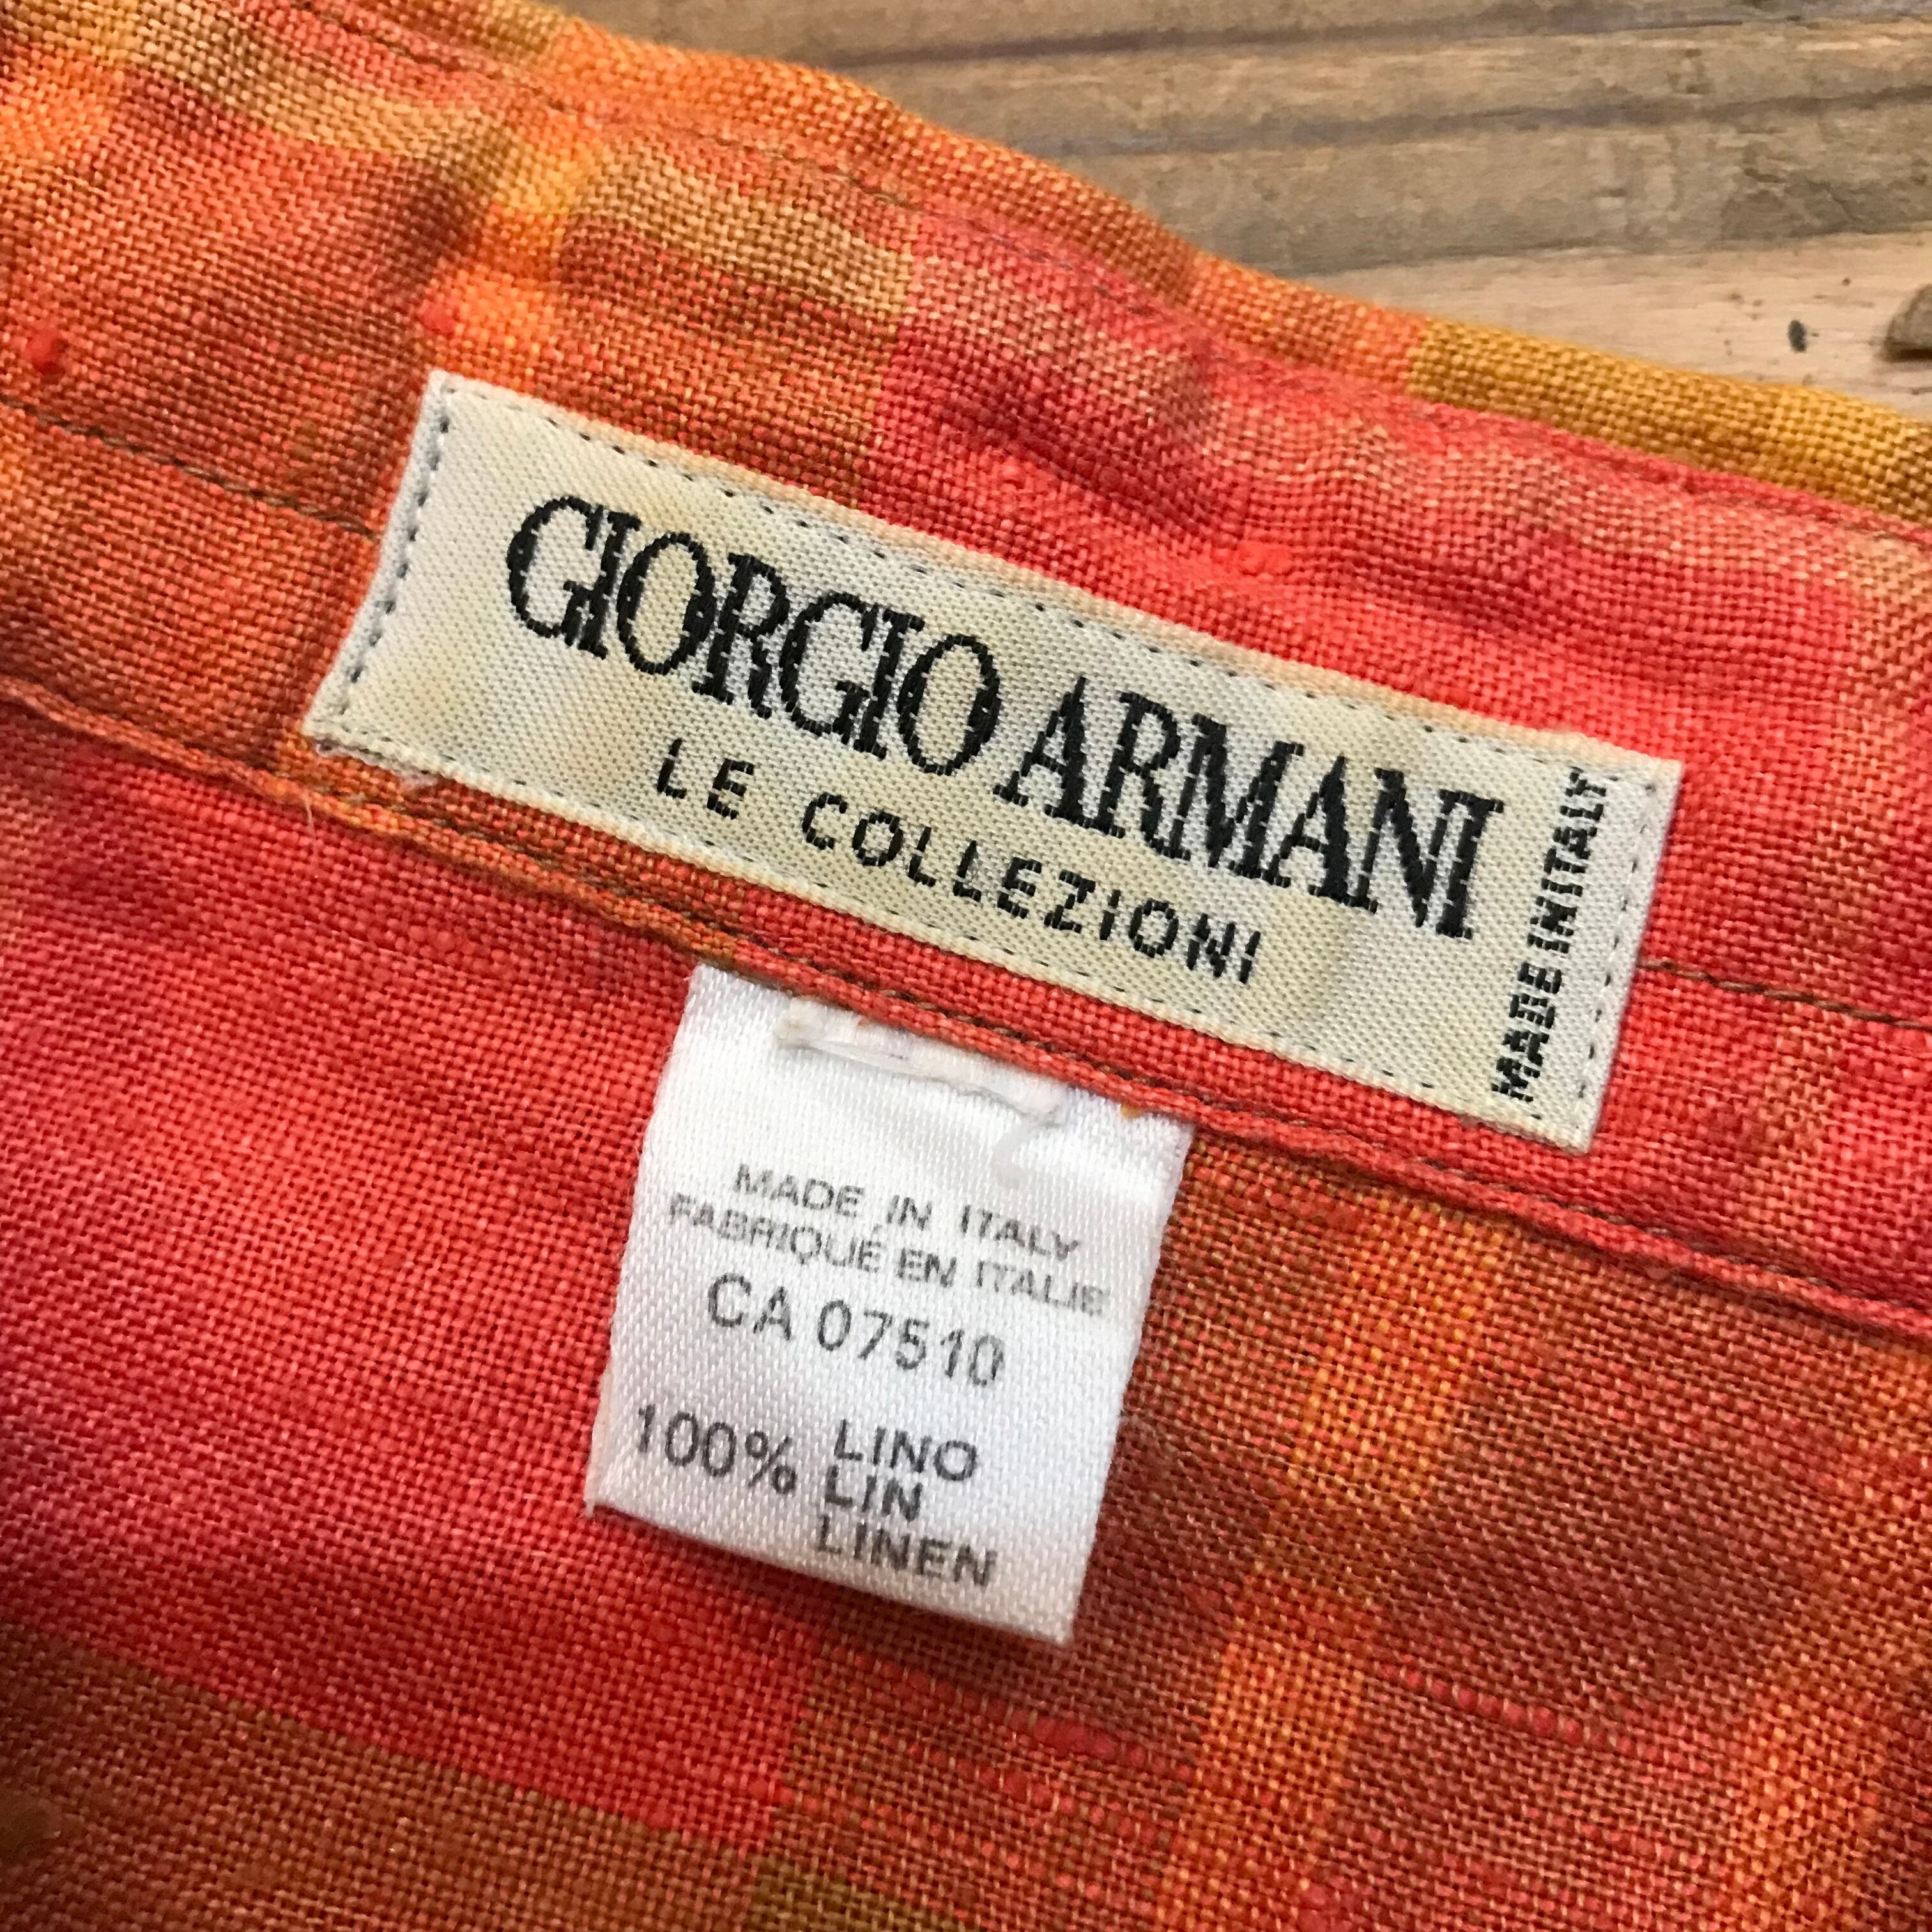 GIORGIO ARMANI
LE COLLEZIONI
MADE IN ITALY
MADE IN ITALY
FABRIQUÉ EN ITALIE
CA 07510
100% LINO
LIN
LINEN